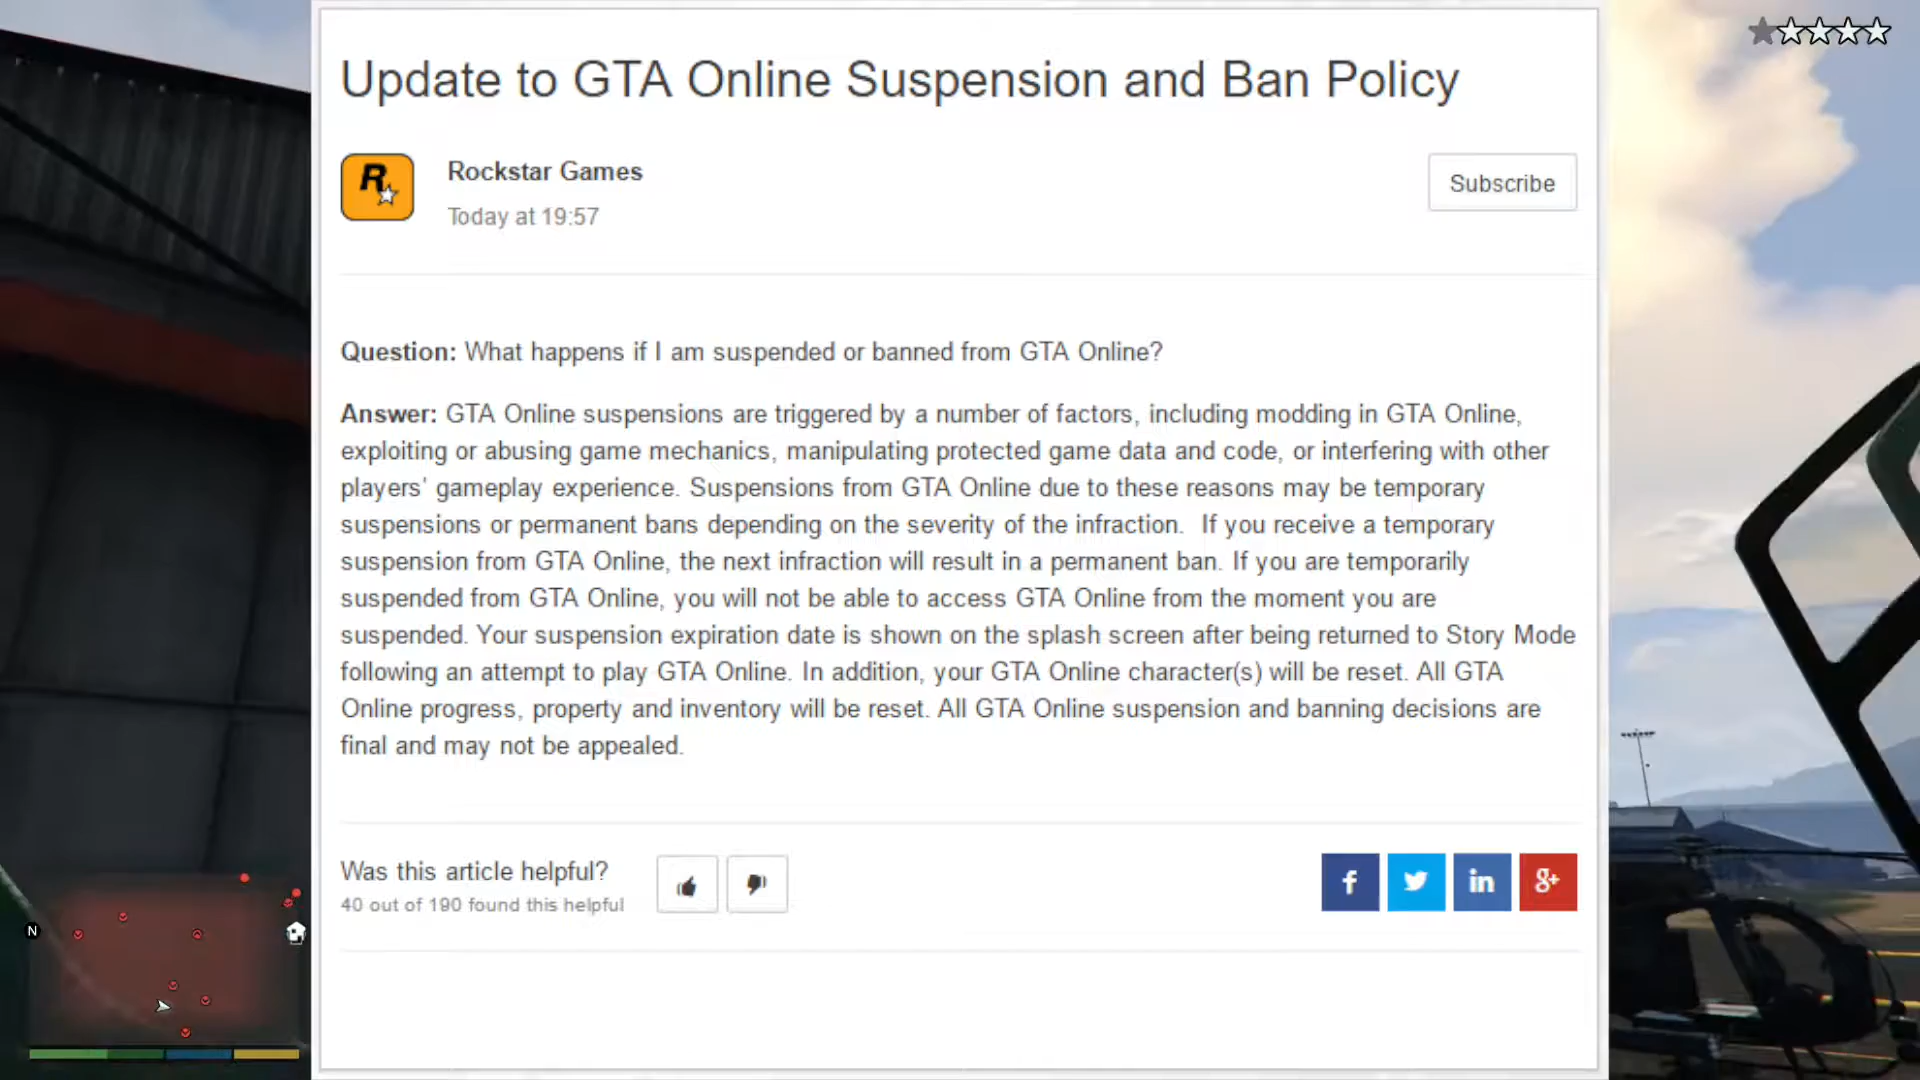 Update to GTA Online Suspension and Ban Policy
R
Rockstar Games
Today at 19:57
Subscribe
Question: What happens if I am suspended or banned from GTA Online?
Answer: GTA Online suspensions are triggered by a number of factors, including modding in GTA Online,
exploiting or abusing game mechanics, manipulating protected game data and code, or interfering with other
players' gameplay experience. Suspensions from GTA Online due to these reasons may be temporary
suspensions or permanent bans depending on the severity of the infraction.  If you receive a temporary
suspension from GTA Online, the next infraction will result in a permanent ban. If you are temporarily
suspended from GTA Online, you will not be able to access GTA Online from the moment you are
suspended. Your suspension expiration date is shown on the splash screen after being returned to Story Mode
following an attempt to play GTA Online. In addition, your GTA Online character(s) will be reset. All GTA
Online progress, property and inventory will be reset. All GTA Online suspension and banning decisions are
final and may not be appealed.
Was this article helpful?
40 out of 190 found this helpful
f
in
g+
N